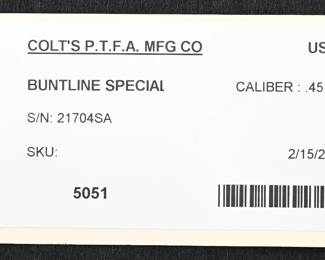 COLT'S P.T.F.A. MFG CO US
BUNTLINE SPECIAL CALIBER : .45
S/N: 21704SA
SKU: 2/15/2
5051